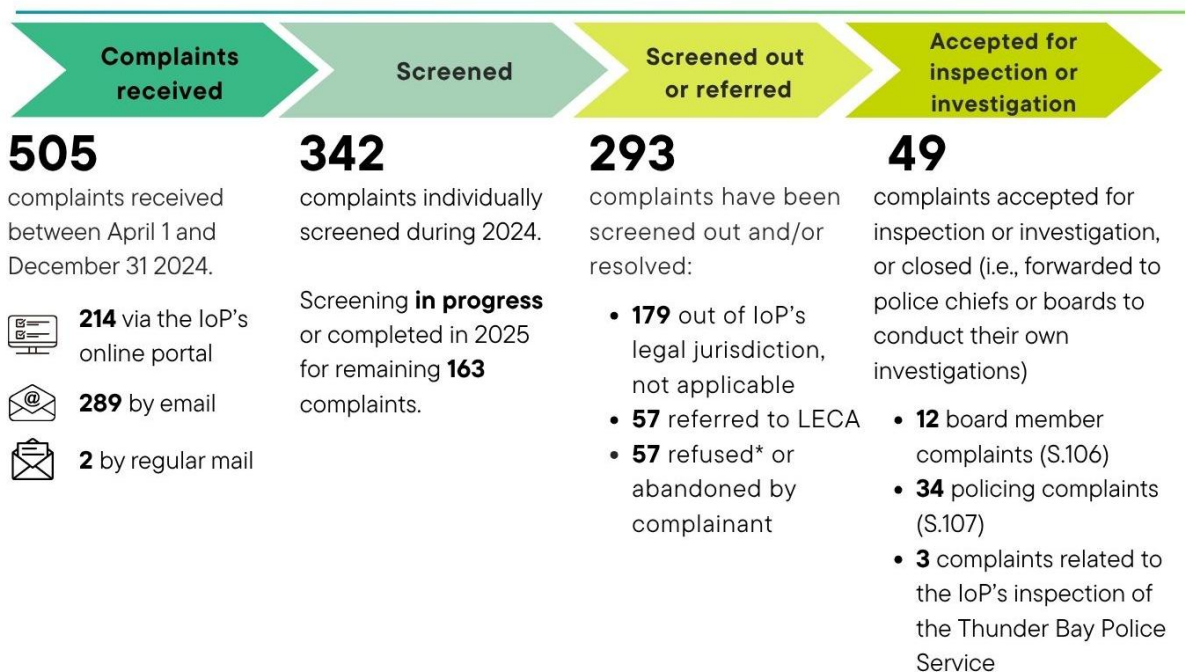 Complaints
received
Screened
Screened out
or referred
Accepted for
inspection or
investigation
505
complaints received
between April 1 and
December 31 2024.
214 via the IoP's
online portal
289 by email
2 by regular mail
342
complaints individually
screened during 2024.
Screening in progress
or completed in 2025
for remaining 163
complaints.
293
complaints have been
screened out and/or
resolved:
• 179 out of IoP's
legal jurisdiction,
not applicable
• 57 referred to LECA
• 57 refused* or
abandoned by
complainant
49
complaints accepted for
inspection or investigation,
or closed (i.e., forwarded to
police chiefs or boards to
conduct their own
investigations)
• 12 board member
complaints (S.106)
• 34 policing complaints
(S.107)
• 3 complaints related to
the IoP's inspection of
the Thunder Bay Police
Service